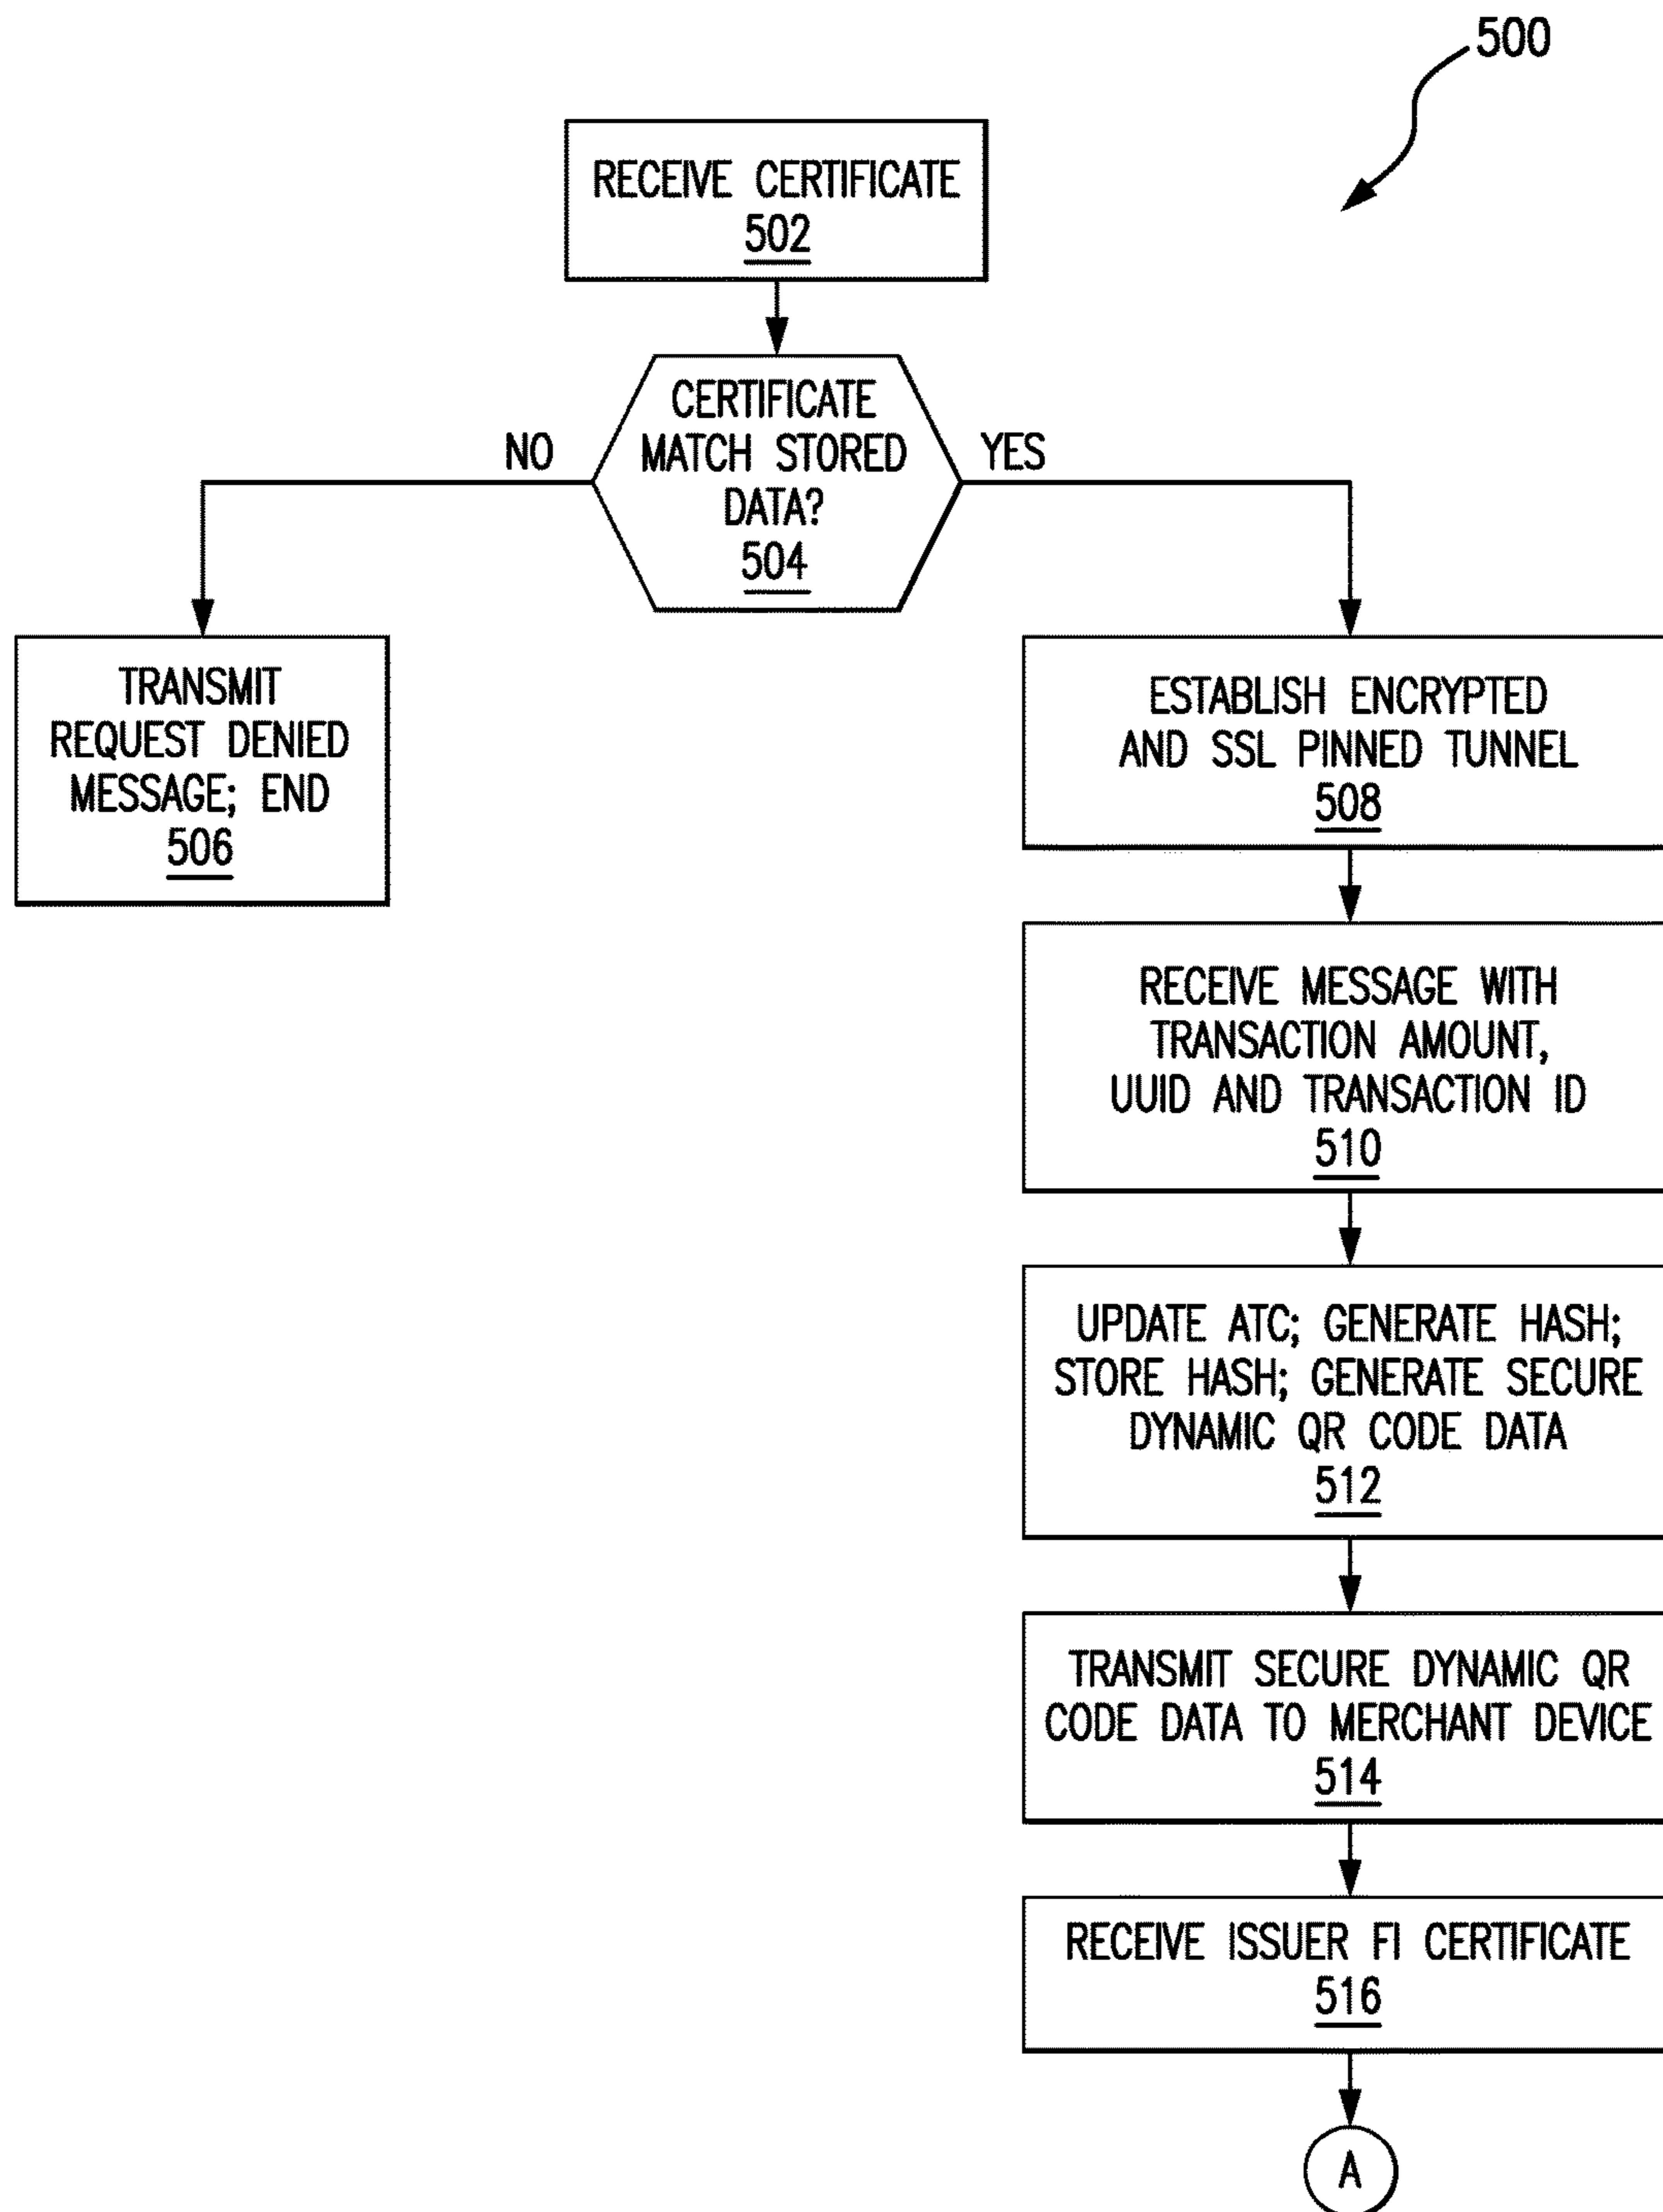 500
RECEIVE CERTIFICATE
502
CERTIFICATE
MATCH STORED
DATA?
504
NO
YES
TRANSMIT
REQUEST DENIED
MESSAGE; END
506
ESTABLISH ENCRYPTED
AND SSL PINNED TUNNEL
508
RECEIVE MESSAGE WITH
TRANSACTION AMOUNT,
UUID AND TRANSACTION ID
510
UPDATE ATC; GENERATE HASH;
STORE HASH; GENERATE SECURE
DYNAMIC QR CODE DATA
512
TRANSMIT SECURE DYNAMIC QR
CODE DATA TO MERCHANT DEVICE
514
RECEIVE ISSUER FI CERTIFICATE
516
A